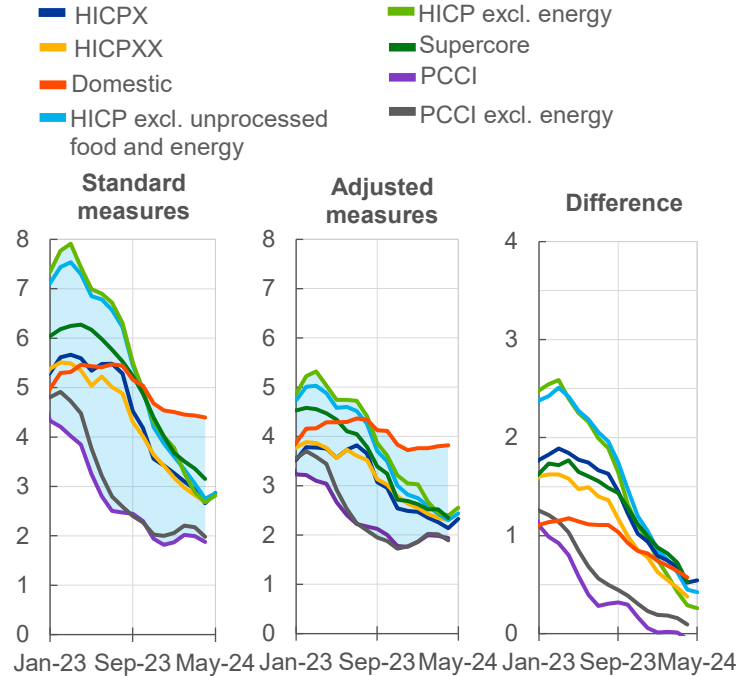 HICPX
HICPXX
Domestic
HICP excl. unprocessed
food and energy
HICP excl. energy
Supercore
PCCI
PCCI excl. energy
Standard
measures
8
7
6
5
4
3
2
1
0
Jan-23 Sep-23 May-24
Adjusted
measures
8
7
6
5
4
3
2
1
0
Jan-23 Sep-23 May-24
Difference
4
3
2
1
0
Jan-23 Sep-23 May-24